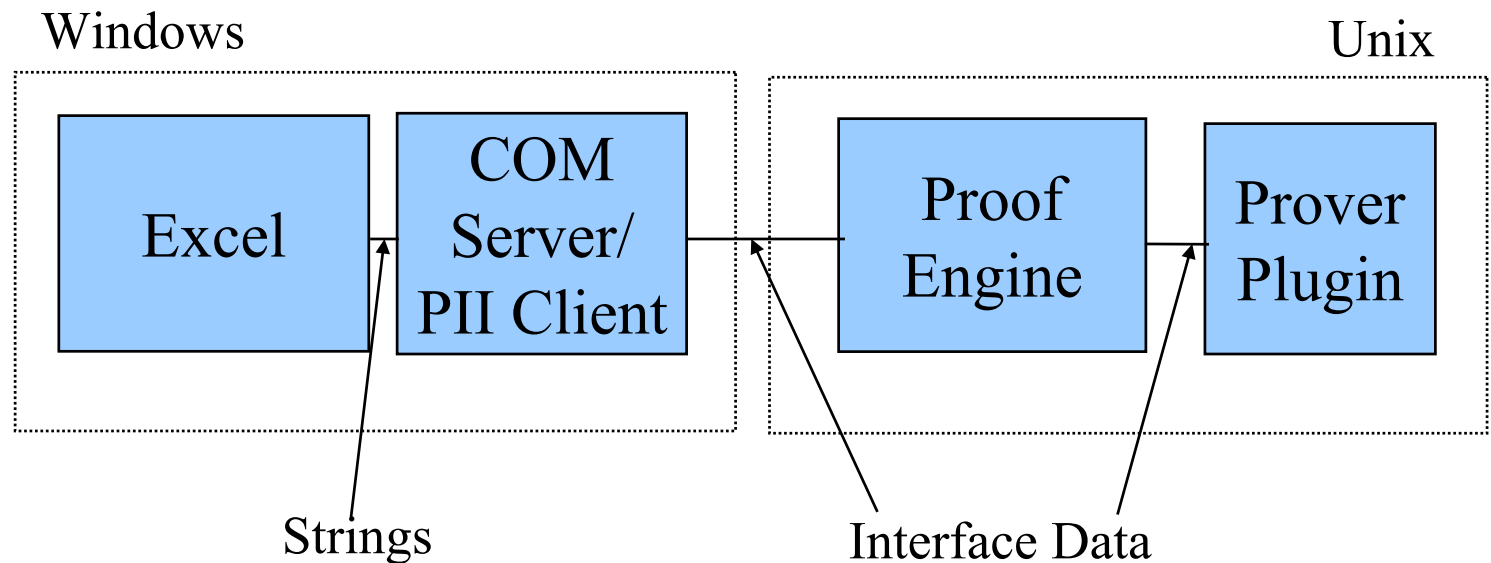 Windows
Unix
Excel
COM
Server/
PII Client
Proof
Engine
Prover
Plugin
Strings
Interface Data